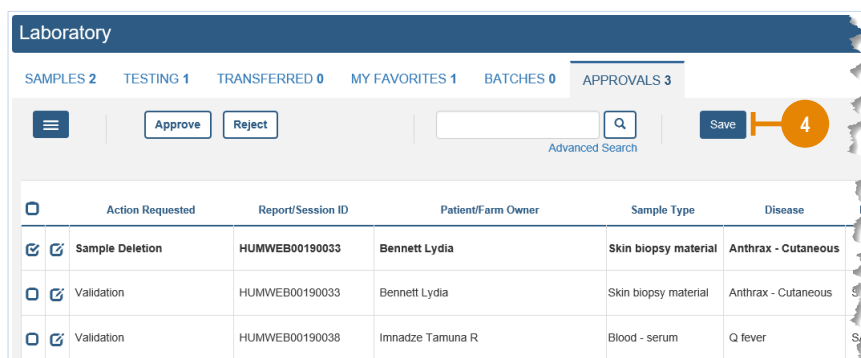 Laboratory
SAMPLES 2 TESTING 1 TRANSFERRED 0 MY FAVORITES 1 BATCHES 0 APPROVALS 3
Approve Reject Save 4
Advanced Search
Action Requested Report/Session ID Patient/Farm Owner Sample Type Disease
Sample Deletion HUMWEB00190033 Bennett Lydia Skin biopsy material Anthrax - Cutaneous
Validation HUMWEB00190033 Bennett Lydia Skin biopsy material Anthrax - Cutaneous
Validation HUMWEB00190038 Imnadze Tamuna R Blood - serum Q fever